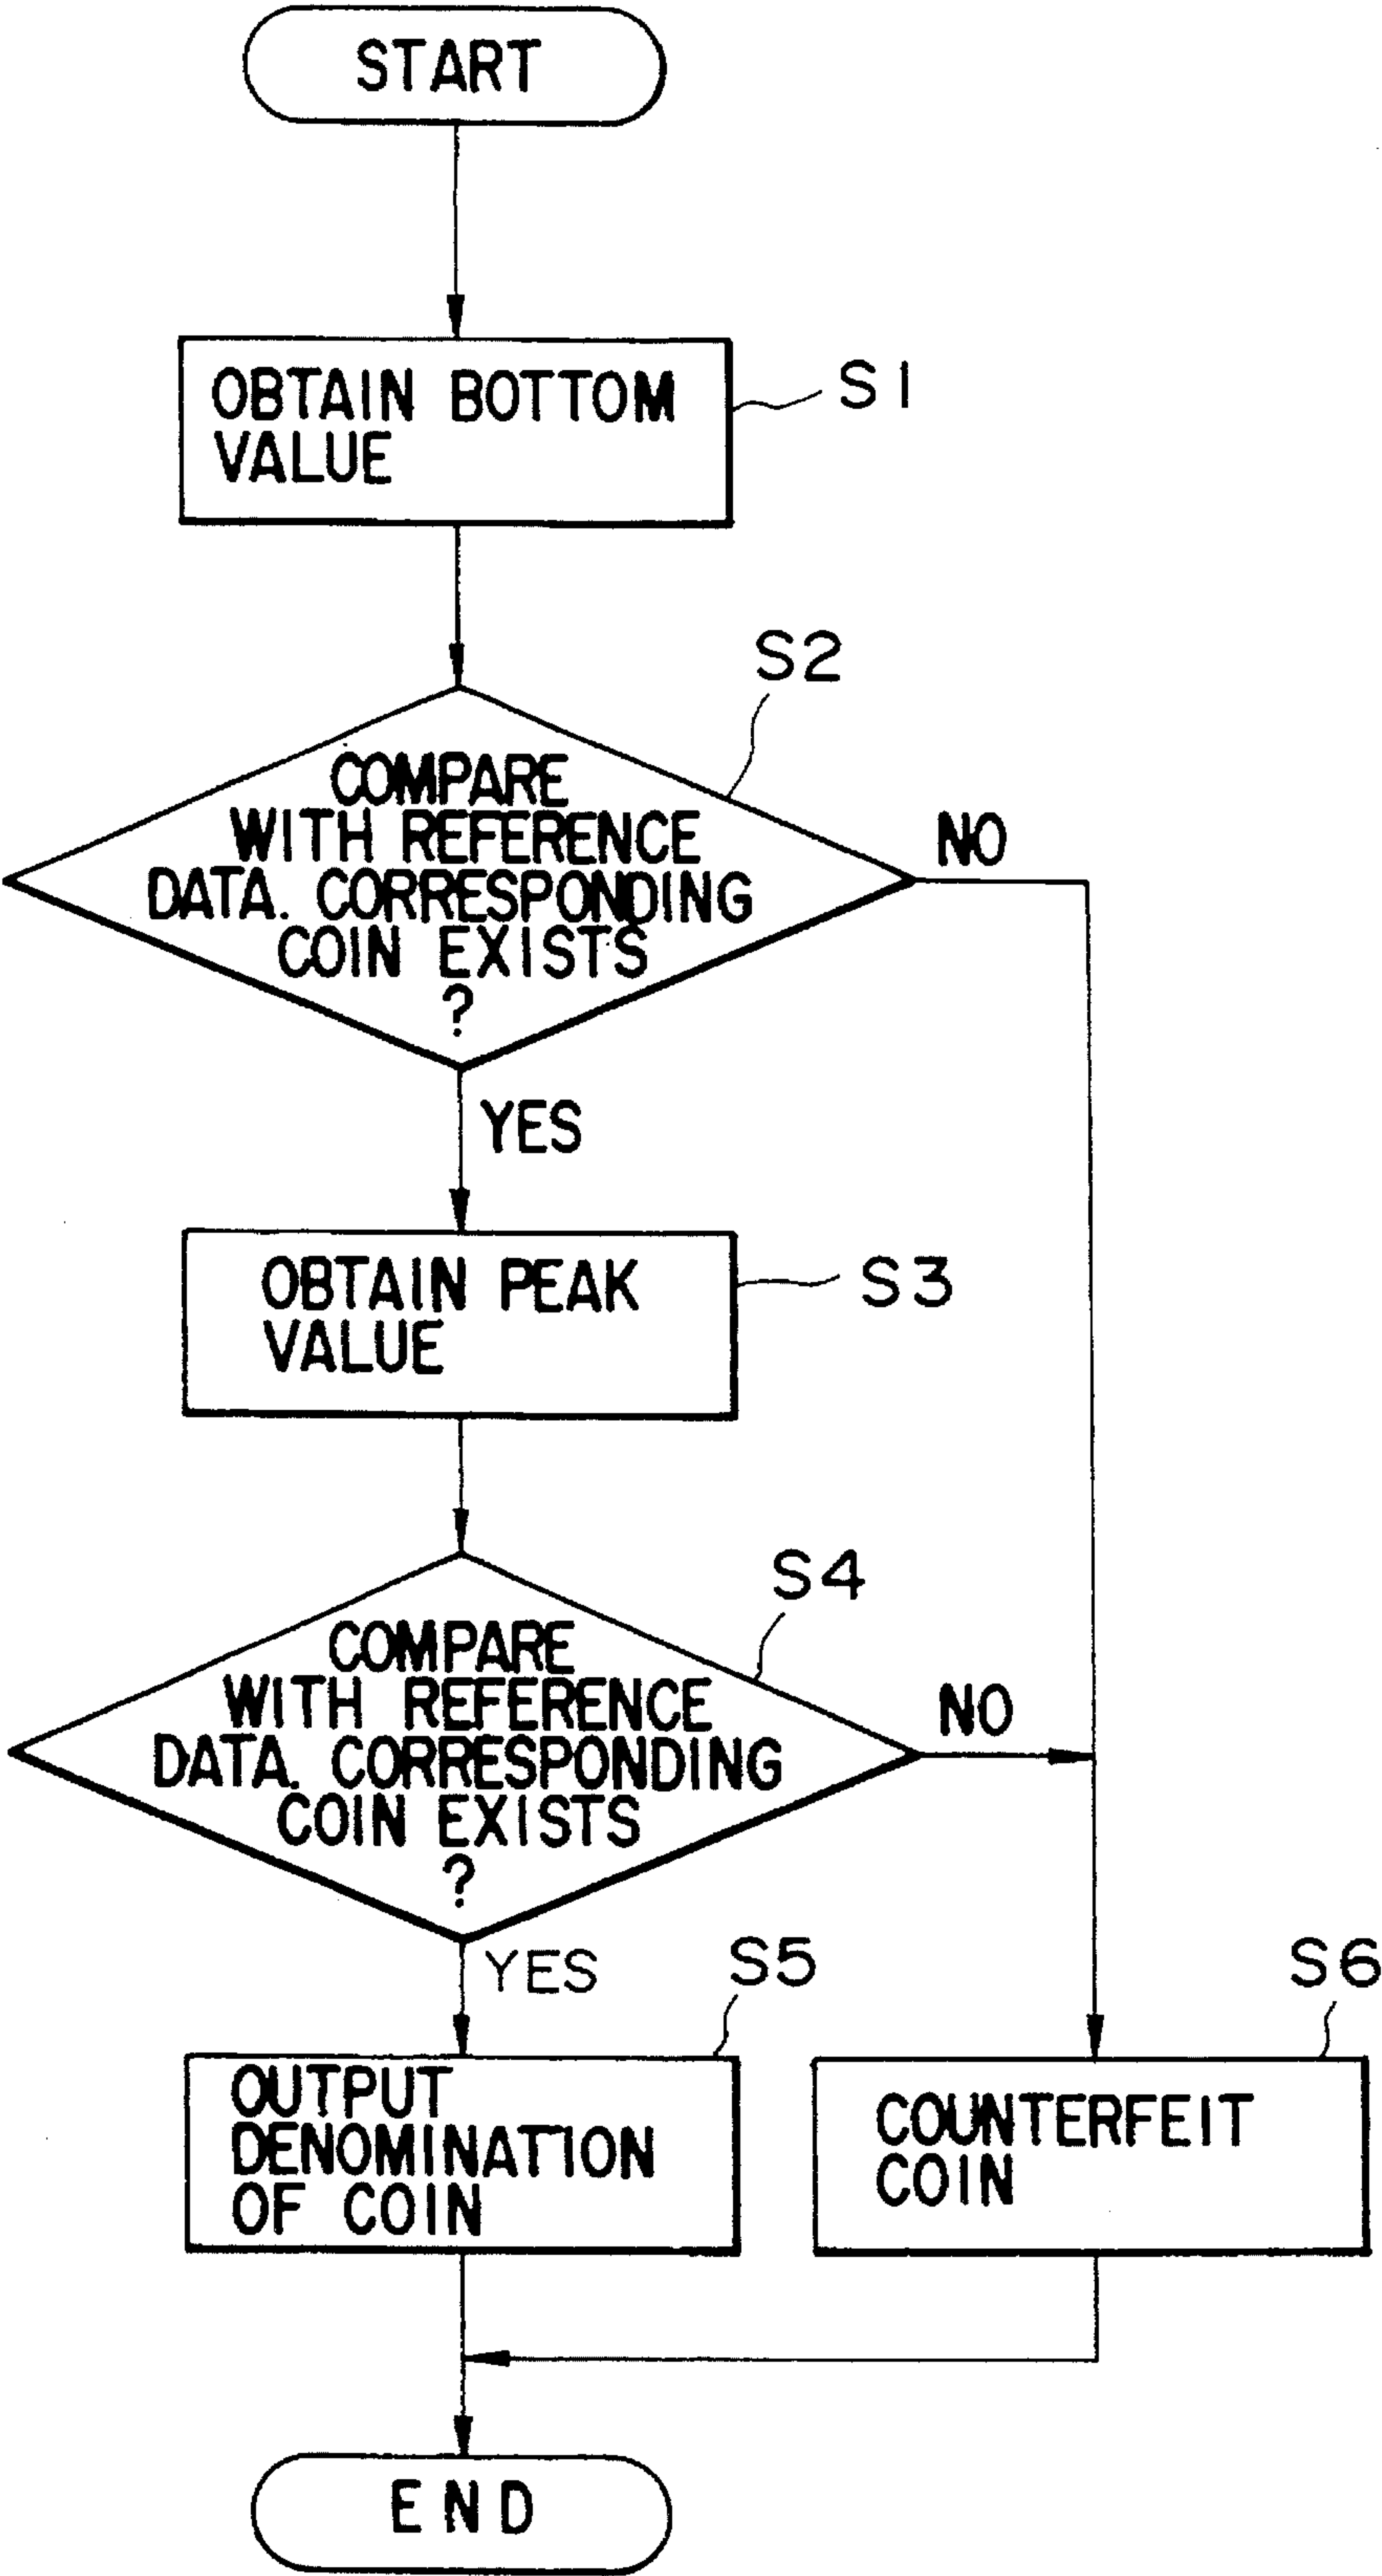 START
OBTAIN BOTTOM
VALUE
S1
S2
COMPARE
WITH REFERENCE
DATA. CORRESPONDING
COIN EXISTS
?
NO
YES
OBTAIN PEAK
VALUE
S3
S4
COMPARE
WITH REFERENCE
DATA. CORRESPONDING
COIN EXISTS
?
NO
YES
S5
S6
OUTPUT
DENOMINATION
OF COIN
COUNTERFEIT
COIN
END